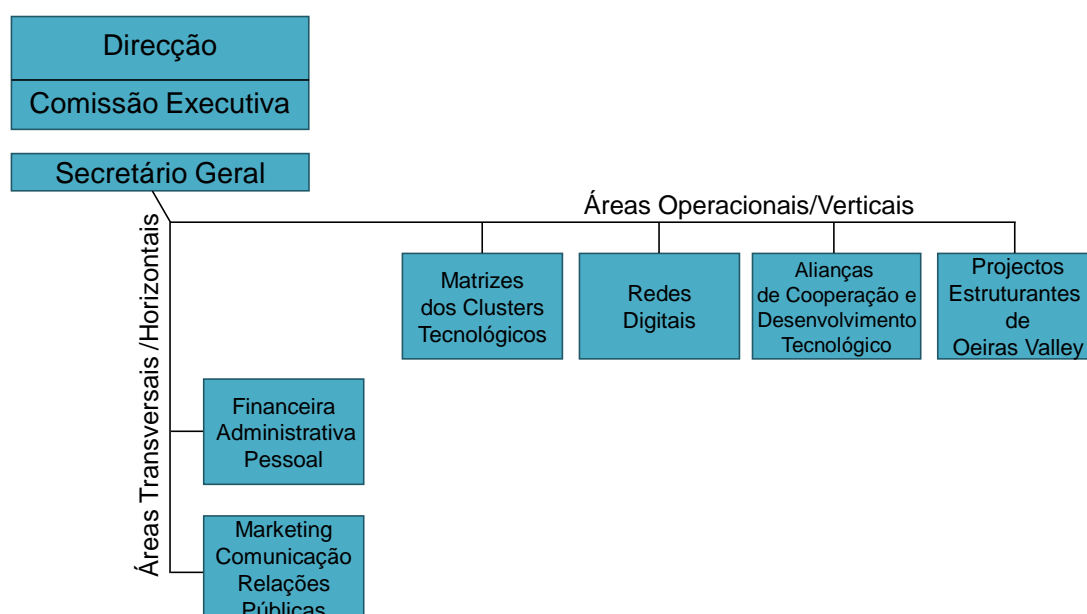 Direcção
Comissão Executiva
Secretário Geral
Áreas Operacionais/Verticais
Matrizes
dos Clusters
Tecnológicos
Redes
Digitais
Alianças
de Cooperação e
Desenvolvimento
Tecnológico
Projectos
Estruturantes
de
Oeiras Valley
Áreas Transversais /Horizontais
Financeira
Administrativa
Pessoal
Marketing
Comunicação
Relações
Públicas